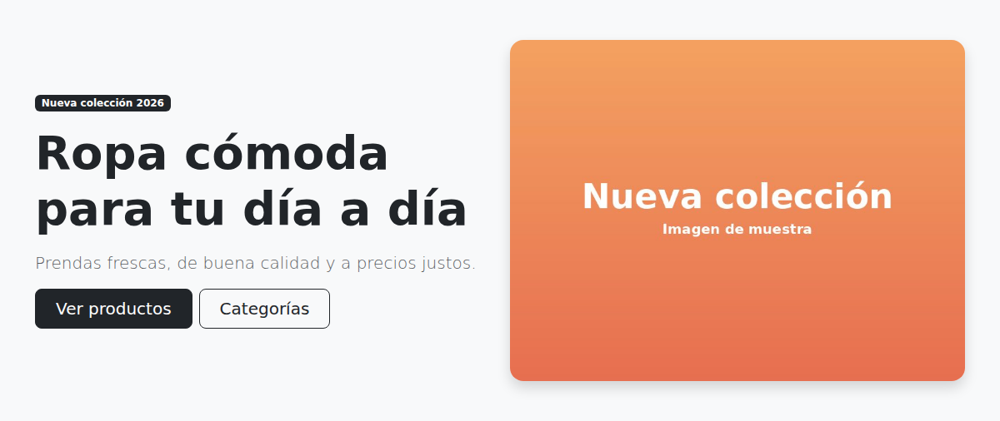 Nueva colección 2026
Ropa cómoda
para tu día a día
Prendas frescas, de buena calidad y a precios justos.
Ver productos
Categorías
Nueva colección
Imagen de muestra